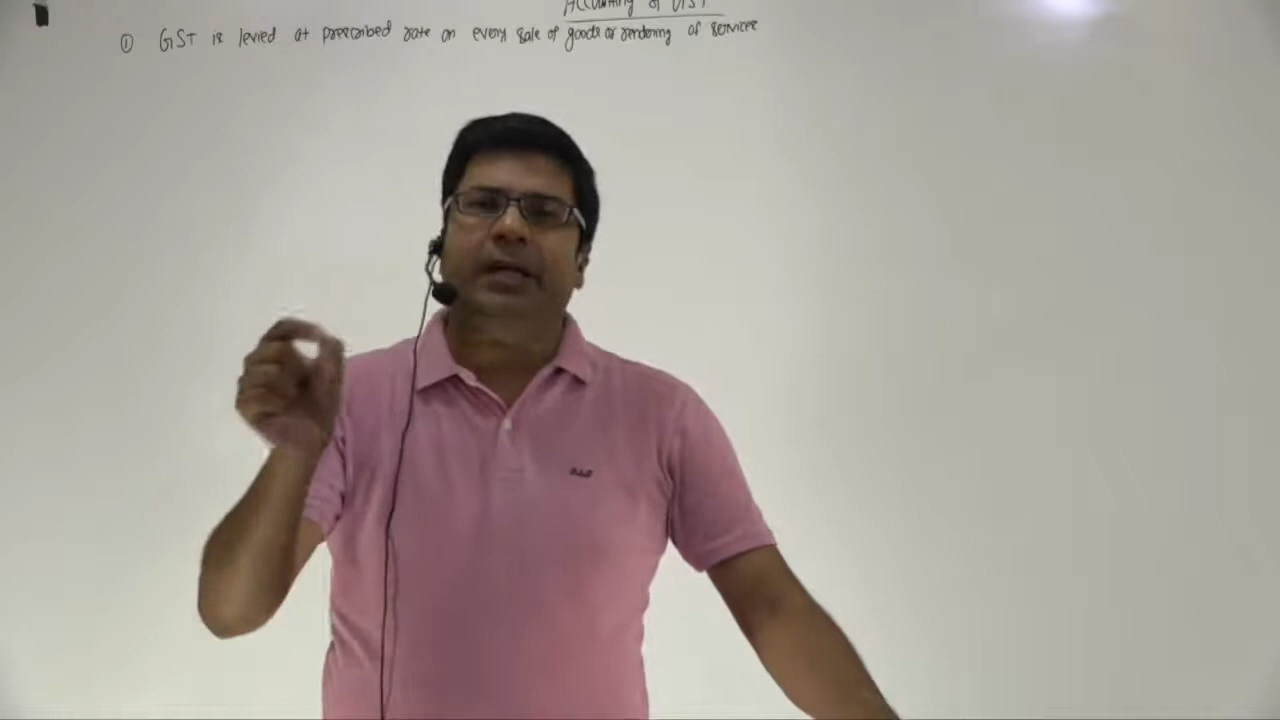 Accounting of GST
① GST is levied at prescribed rate on every sale of goods or rendering of services